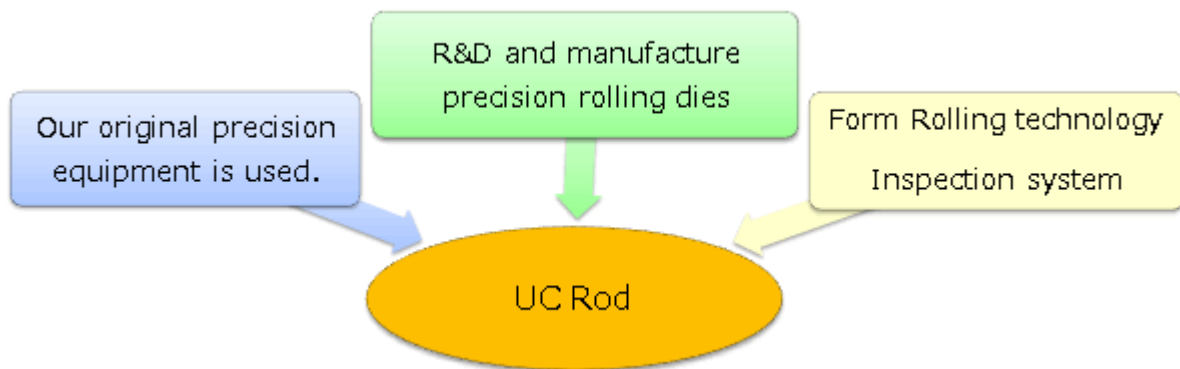 Our original precision
equipment is used.
R&D and manufacture
precision rolling dies
Form Rolling technology
Inspection system
UC Rod